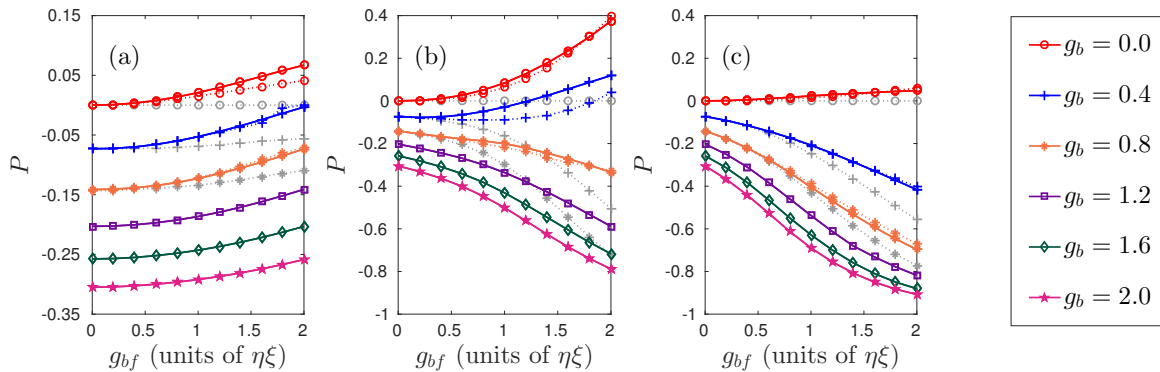 (a)
0.15
0.05
-0.05
-0.15
-0.25
-0.35
P
0 0.5 1 1.5 2
g_{bf} (units of ηξ)
(b)
0.4
0.2
0
-0.2
-0.4
-0.6
-0.8
-1
P
0 0.5 1 1.5 2
g_{bf} (units of ηξ)
(c)
0.4
0.2
0
-0.2
-0.4
-0.6
-0.8
-1
P
0 0.5 1 1.5 2
g_{bf} (units of ηξ)
g_b = 0.0
g_b = 0.4
g_b = 0.8
g_b = 1.2
g_b = 1.6
g_b = 2.0